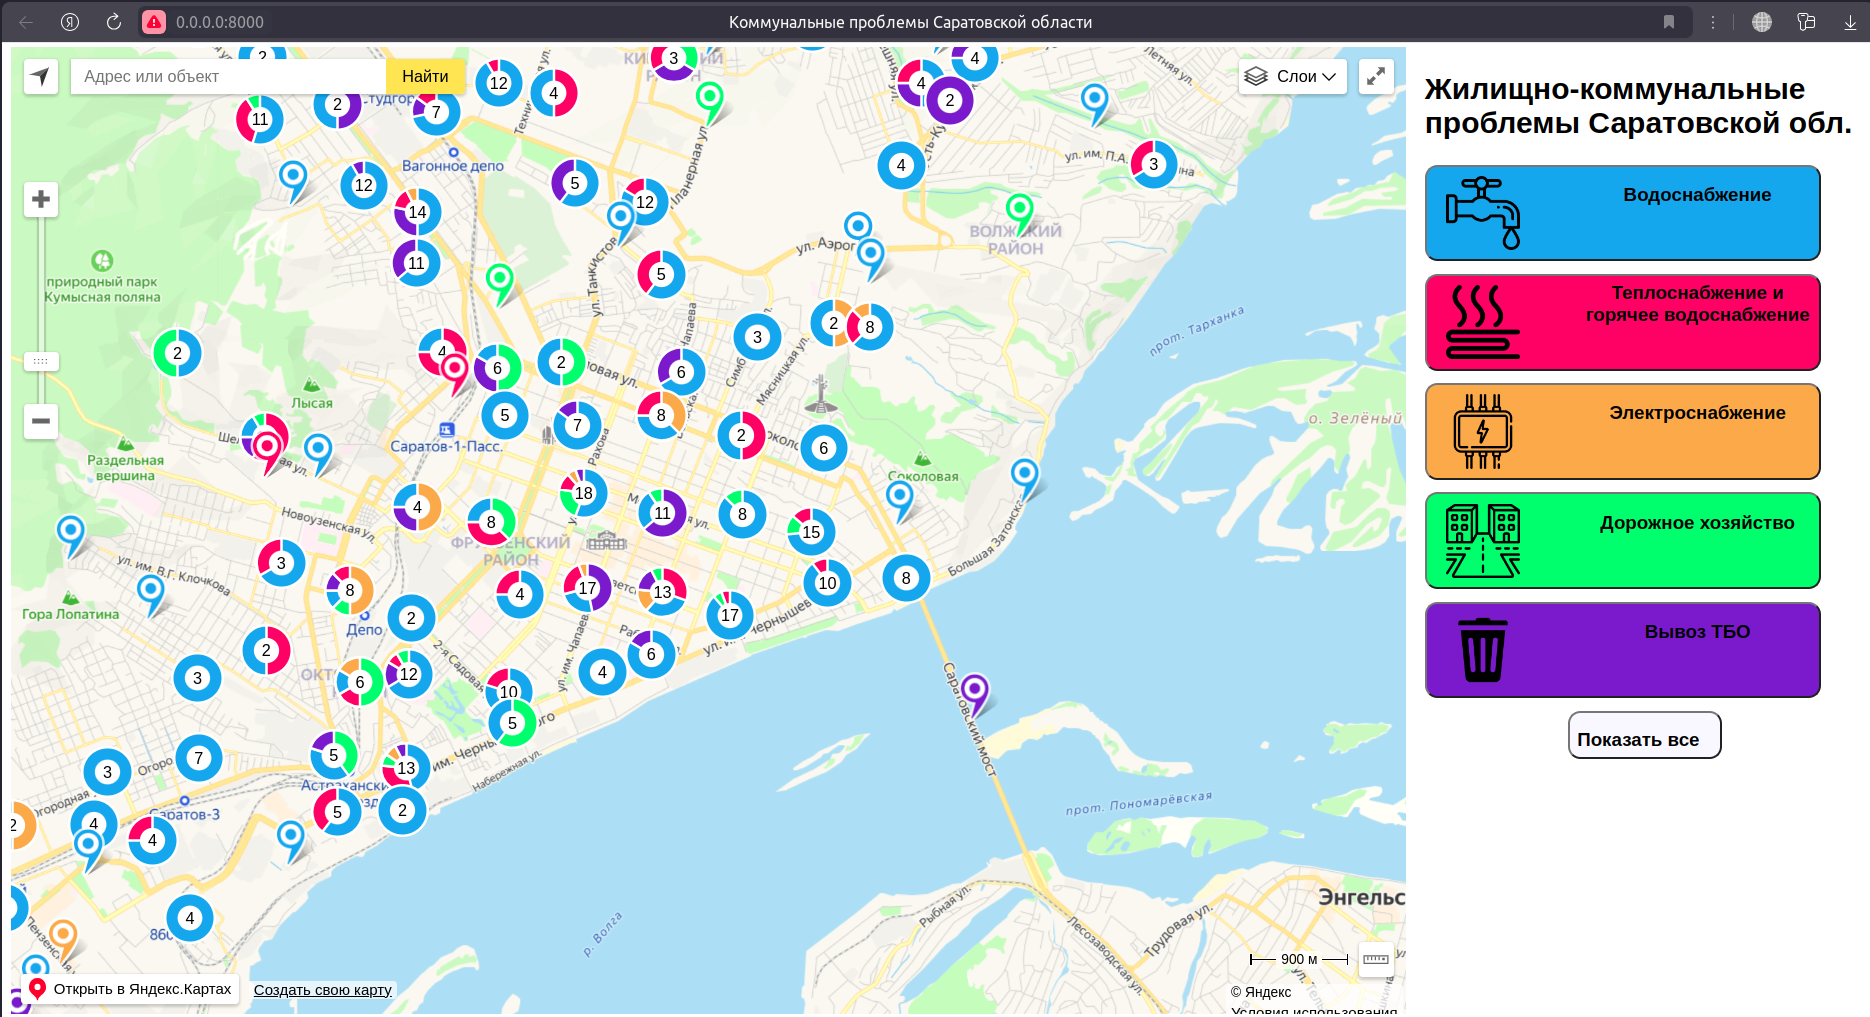 0.0.0.0:8000
Коммунальные проблемы Саратовской области
Адрес или объект
Найти
Слои
2
12
4
3
4
4
2
11
2
7
Вагонное депо
12
5
12
14
11
5
4
3
ул. им. П.А.
ВОЛЖСКИЙ
РАЙОН
ул. Аэро
ул. Танкистов
природный парк
Кумысная поляна
2
4
6
2
6
3
2
8
прот. Тарханка
Лысая
5
7
8
2
6
Мясницкая ул.
Саратов-1-Пасс.
Раздельная
вершина
Соколовая
о. Зелёный
4
8
18
11
8
15
Новоузенская ул.
ФРУНЗЕНСКИЙ
РАЙОН
ул. им. В.Г. Клочкова
3
8
4
17
13
17
10
8
Большая Затонская
Гора Лопатина
Депо
2
2
3
6
12
10
5
4
6
2-я Садовая
ул. им. Чапаева
Саратовский мост
3
7
5
13
Набережная ул.
Огородная
4
4
5
2
2
Саратов-3
прот. Пономарёвская
4
р. Волга
Рыбная ул.
Лесозаводская ул.
Трудовая ул.
Энгельс
900 м
Открыть в Яндекс.Картах
Создать свою карту
© Яндекс
Условия использования
Жилищно-коммунальные
проблемы Саратовской обл.
Водоснабжение
Теплоснабжение и
горячее водоснабжение
Электроснабжение
Дорожное хозяйство
Вывоз ТБО
Показать все